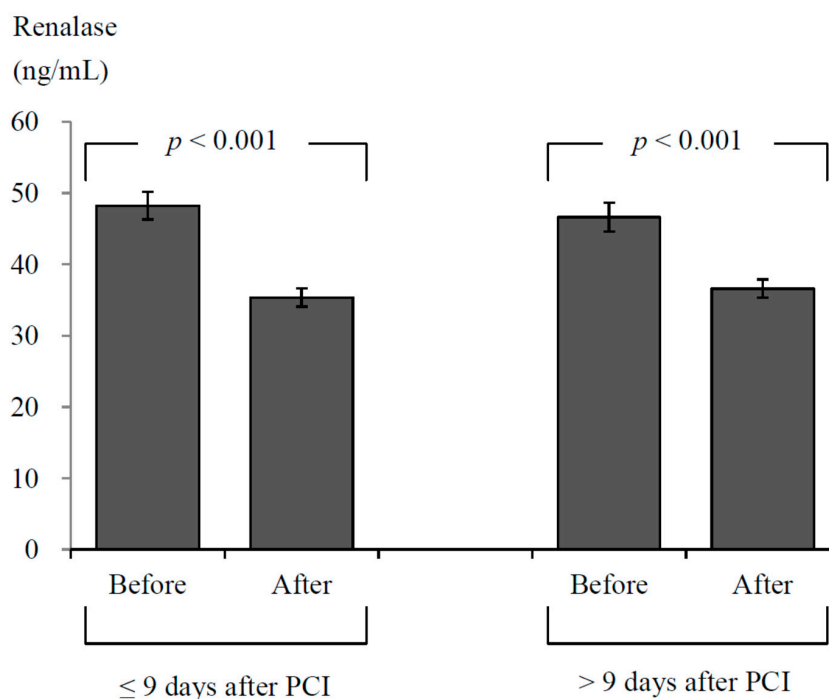 Renalase
(ng/mL)
60
50
40
30
20
10
0
p < 0.001
p < 0.001
Before After Before After
≤ 9 days after PCI > 9 days after PCI